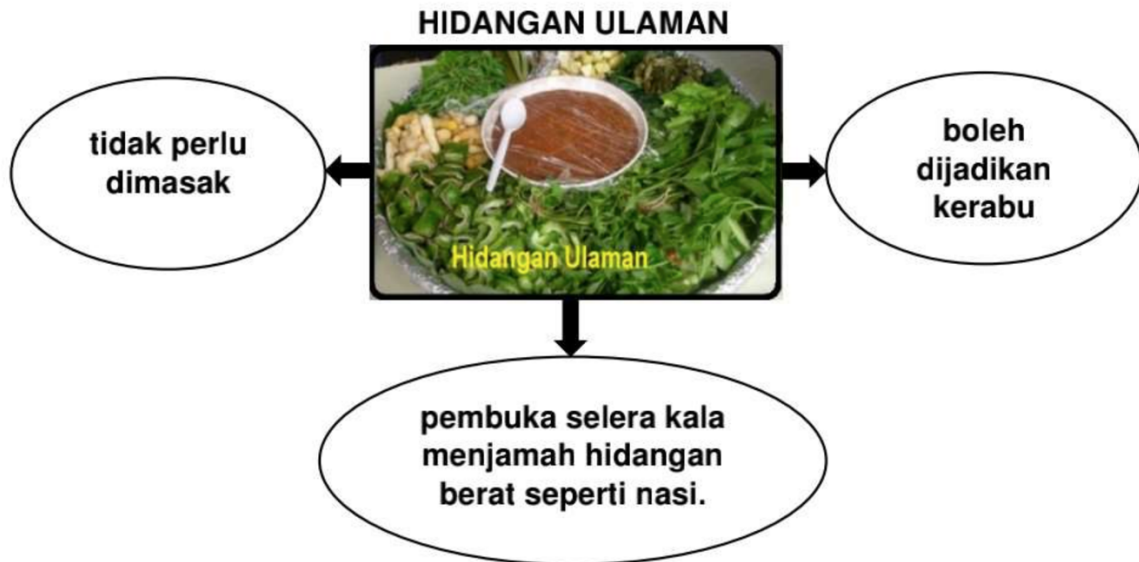 HIDANGAN ULAMAN
tidak perlu
dimasak
boleh
dijadikan
kerabu
Hidangan Ulaman
pembuka selera kala
menjamah hidangan
berat seperti nasi.